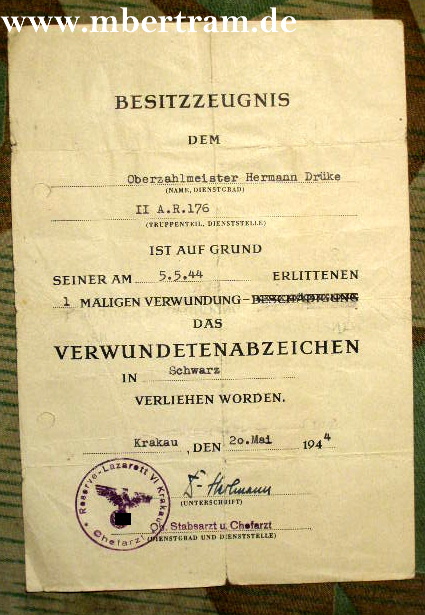 www.mbertram.de
BESITZZEUGNIS
DEM
Oberzahlmeister Hermann Drüke
(NAME, DIENSTGRAD)
II A.R.176
(TRUPPENTEIL, DIENSTSTELLE)
IST AUF GRUND
SEINER AM 5.5.44 ERLITTENEN
1 MALIGEN VERWUNDUNG-BESCHÄDIGUNG
DAS
VERWUNDETENABZEICHEN
IN Schwarz
VERLIEHEN WORDEN.
Krakau, DEN 20.Mai 1944
(UNTERSCHRIFT)
Stabsarzt u. Chefarzt
(DIENSTGRAD UND DIENSTSTELLE)
Reserve-Lazarett VI Krakau
Chefarzt